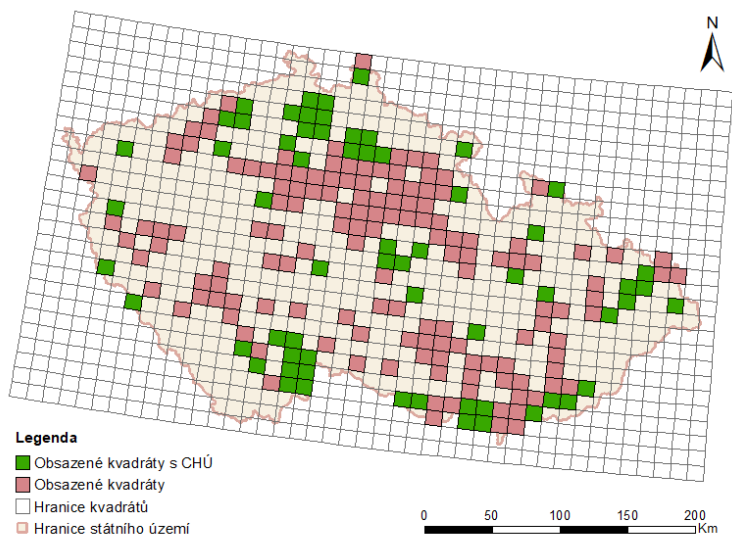 N
Legenda
Obsazené kvadráty s CHÚ
Obsazené kvadráty
Hranice kvadrátů
Hranice státního území
0 50 100 150 200
Km